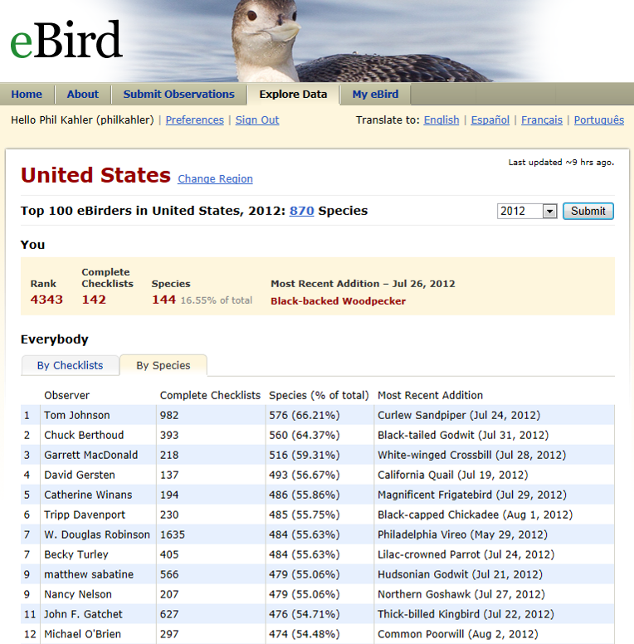 eBird
Home About Submit Observations Explore Data My eBird
Hello Phil Kahler (philkahler) | Preferences | Sign Out Translate to: English | Español | Français | Português
Last updated ~9 hrs ago.
United States Change Region
Top 100 eBirders in United States, 2012: 870 Species 2012 Submit
You
Rank Complete Checklists Species Most Recent Addition – Jul 26, 2012
4343 142 144 16.55% of total Black-backed Woodpecker
Everybody
By Checklists By Species
Observer Complete Checklists Species (% of total) Most Recent Addition
1 Tom Johnson 982 576 (66.21%) Curlew Sandpiper (Jul 24, 2012)
2 Chuck Berthoud 393 560 (64.37%) Black-tailed Godwit (Jul 31, 2012)
3 Garrett MacDonald 218 516 (59.31%) White-winged Crossbill (Jul 28, 2012)
4 David Gersten 137 493 (56.67%) California Quail (Jul 19, 2012)
5 Catherine Winans 194 486 (55.86%) Magnificent Frigatebird (Jul 29, 2012)
6 Tripp Davenport 230 485 (55.75%) Black-capped Chickadee (Aug 1, 2012)
7 W. Douglas Robinson 1635 484 (55.63%) Philadelphia Vireo (May 29, 2012)
7 Becky Turley 405 484 (55.63%) Lilac-crowned Parrot (Jul 24, 2012)
9 matthew sabatine 566 479 (55.06%) Hudsonian Godwit (Jul 21, 2012)
9 Nancy Nelson 207 479 (55.06%) Northern Goshawk (Jul 27, 2012)
11 John F. Gatchet 627 476 (54.71%) Thick-billed Kingbird (Jul 22, 2012)
12 Michael O'Brien 297 474 (54.48%) Common Poorwill (Aug 2, 2012)